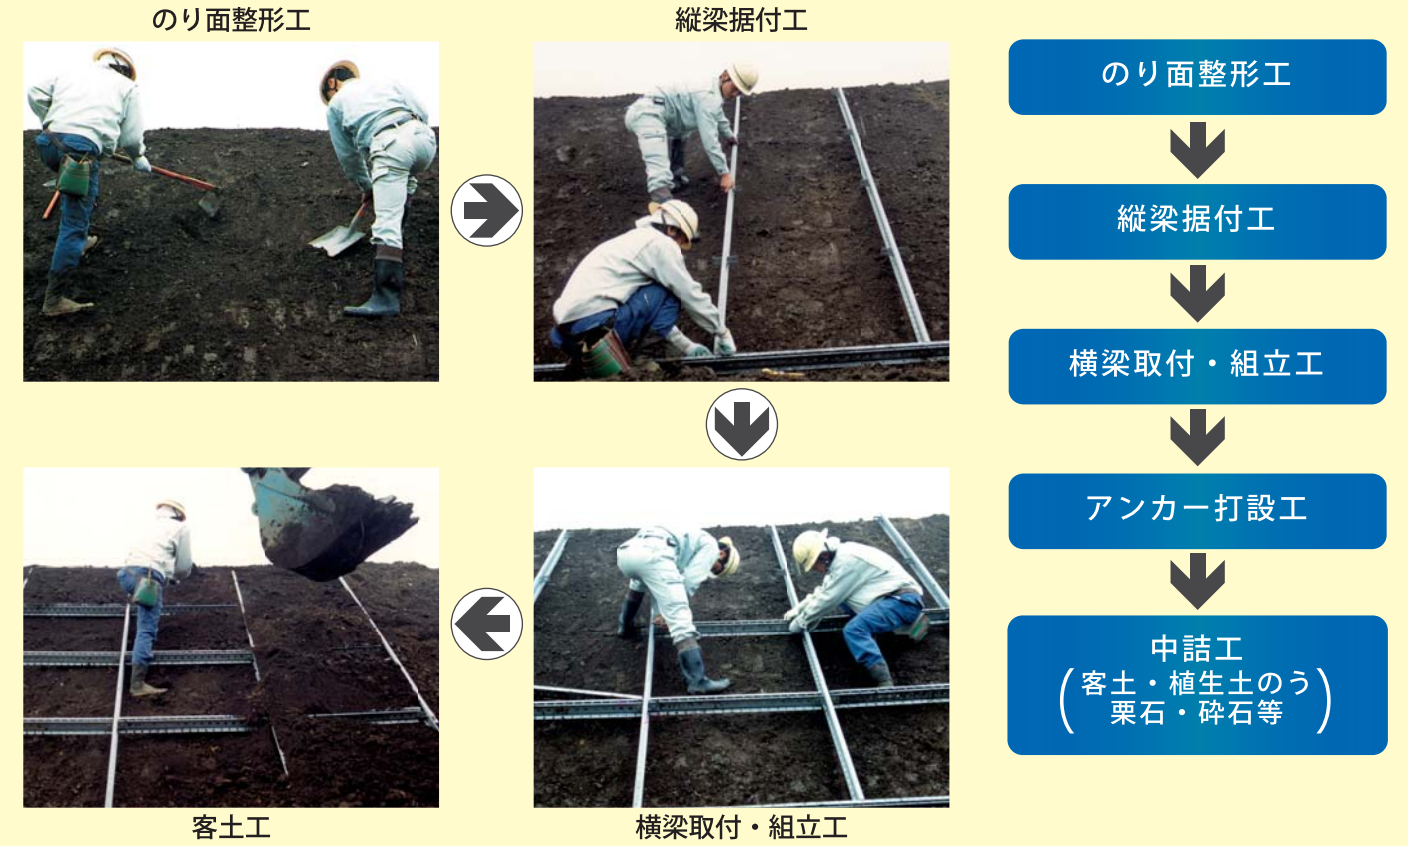 のり面整形工
縦梁据付工
客土工
横梁取付・組立工
のり面整形工
縦梁据付工
横梁取付・組立工
アンカー打設工
中詰工
(客土・植生土のう
栗石・砕石等)